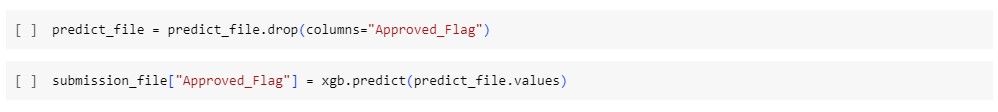 [ ] predict_file = predict_file.drop(columns="Approved_Flag")
[ ] submission_file["Approved_Flag"] = xgb.predict(predict_file.values)